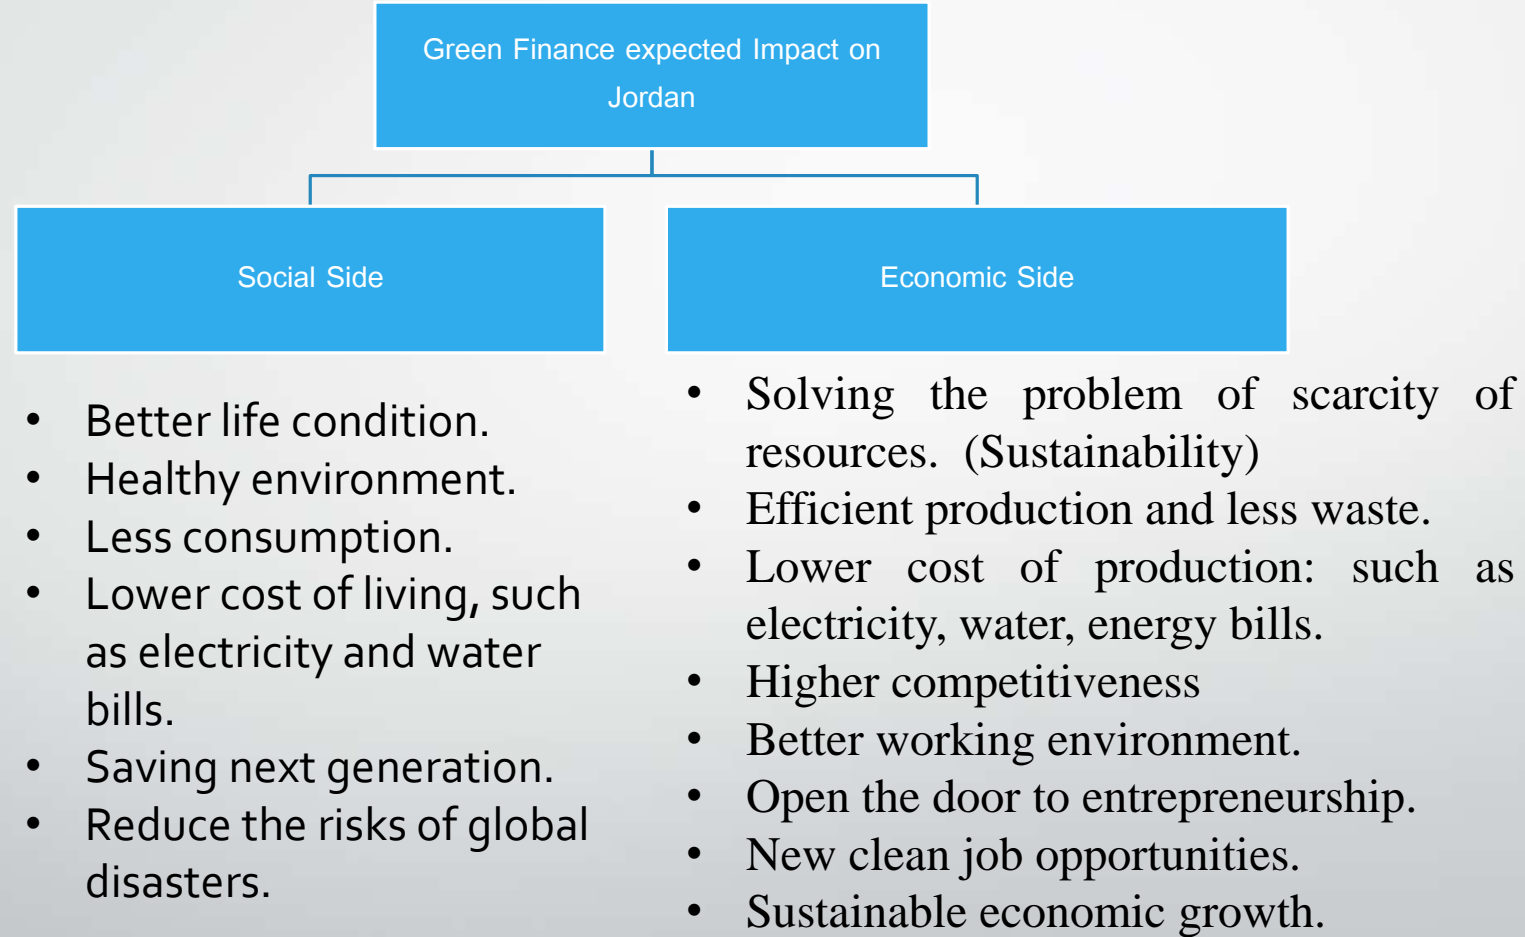 Green Finance expected Impact on
Jordan
Social Side
• Better life condition.
• Healthy environment.
• Less consumption.
• Lower cost of living, such
as electricity and water
bills.
• Saving next generation.
• Reduce the risks of global
disasters.
Economic Side
• Solving the problem of scarcity of
resources. (Sustainability)
• Efficient production and less waste.
• Lower cost of production: such as
electricity, water, energy bills.
• Higher competitiveness
• Better working environment.
• Open the door to entrepreneurship.
• New clean job opportunities.
• Sustainable economic growth.